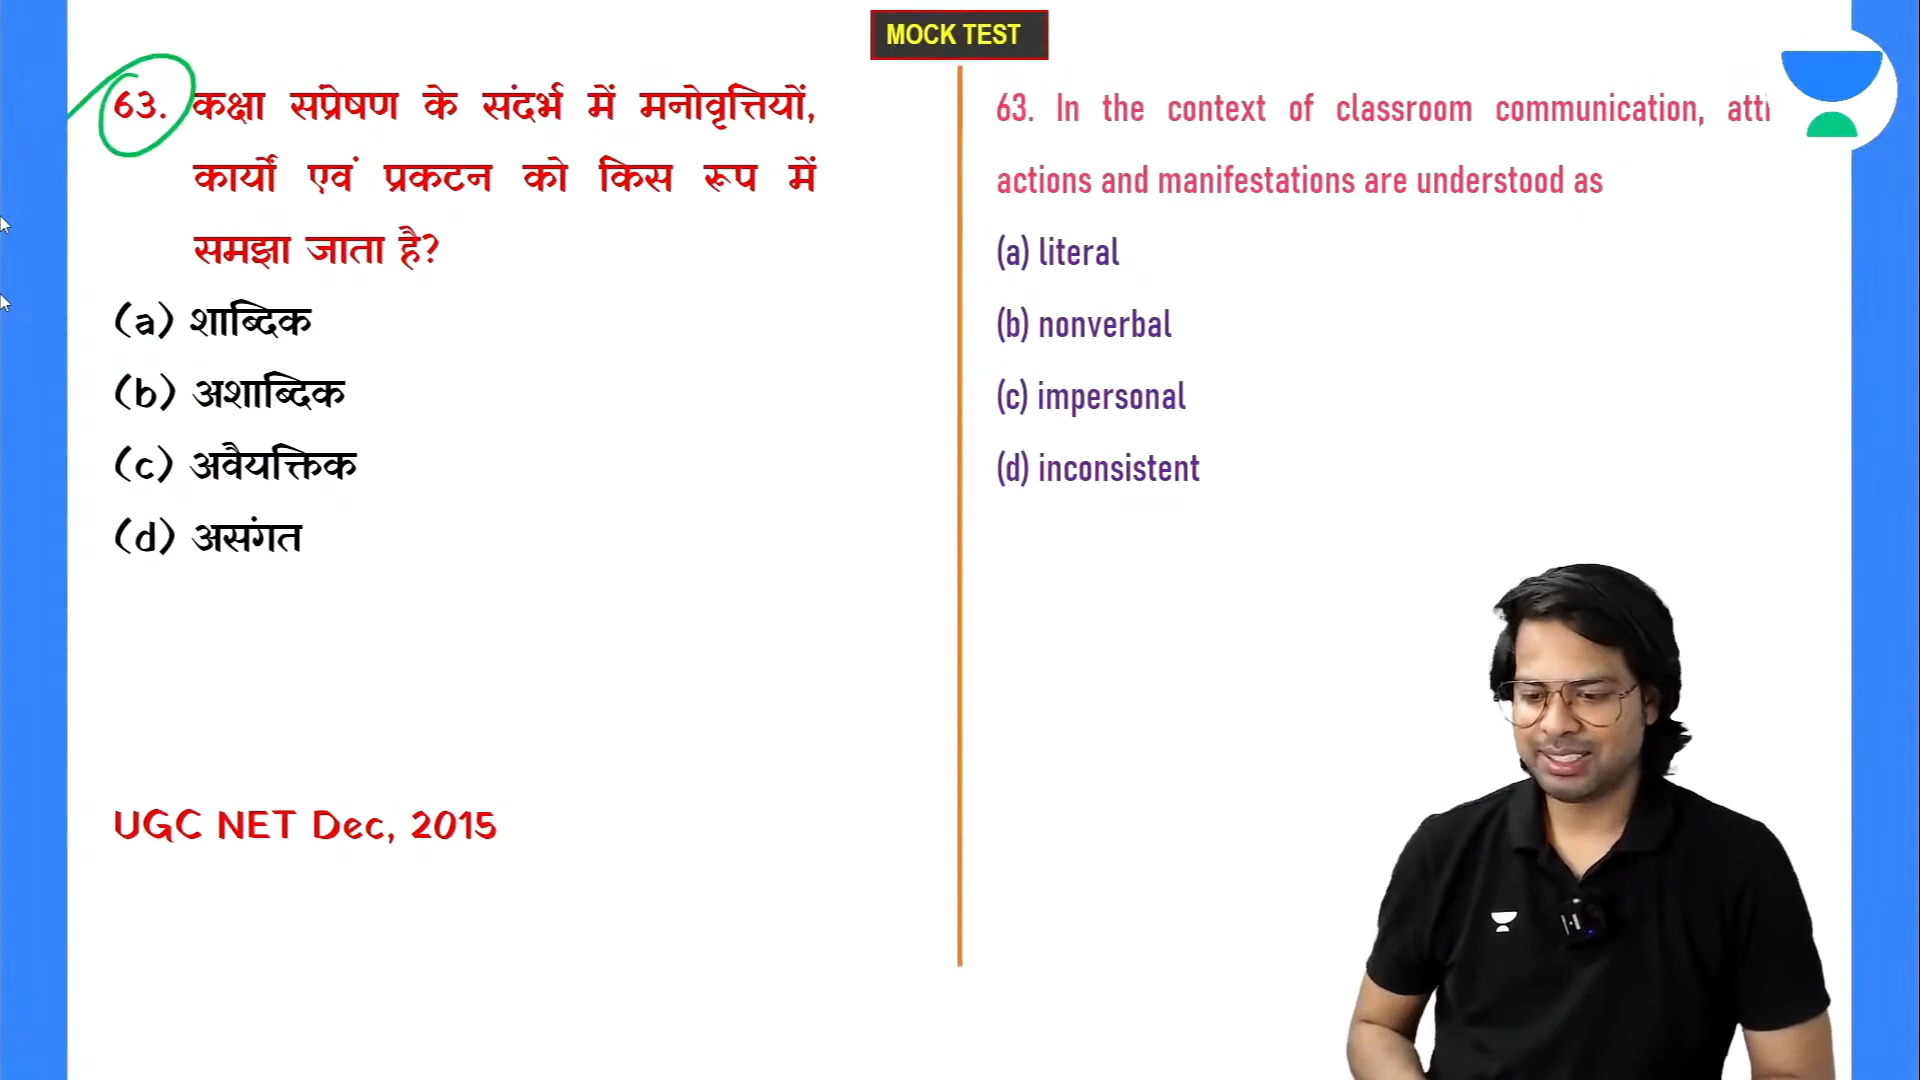 MOCK TEST
63. कक्षा संप्रेषण के संदर्भ में मनोवृत्तियों,
कार्यों एवं प्रकटन को किस रूप में
समझा जाता है?
(a) शाब्दिक
(b) अशाब्दिक
(c) अवैयक्तिक
(d) असंगत
UGC NET Dec, 2015
63. In the context of classroom communication,
actions and manifestations are understood as
(a) literal
(b) nonverbal
(c) impersonal
(d) inconsistent